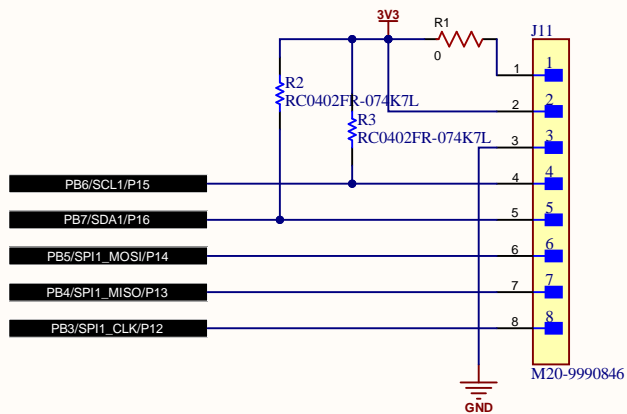 3V3
R1
0
J11
R2
RC0402FR-074K7L
R3
RC0402FR-074K7L
1 1
2 2
3 3
PB6/SCL1/P15 4 4
PB7/SDA1/P16 5 5
PB5/SPI1_MOSI/P14 6 6
PB4/SPI1_MISO/P13 7 7
PB3/SPI1_CLK/P12 8 8
M20-9990846
GND